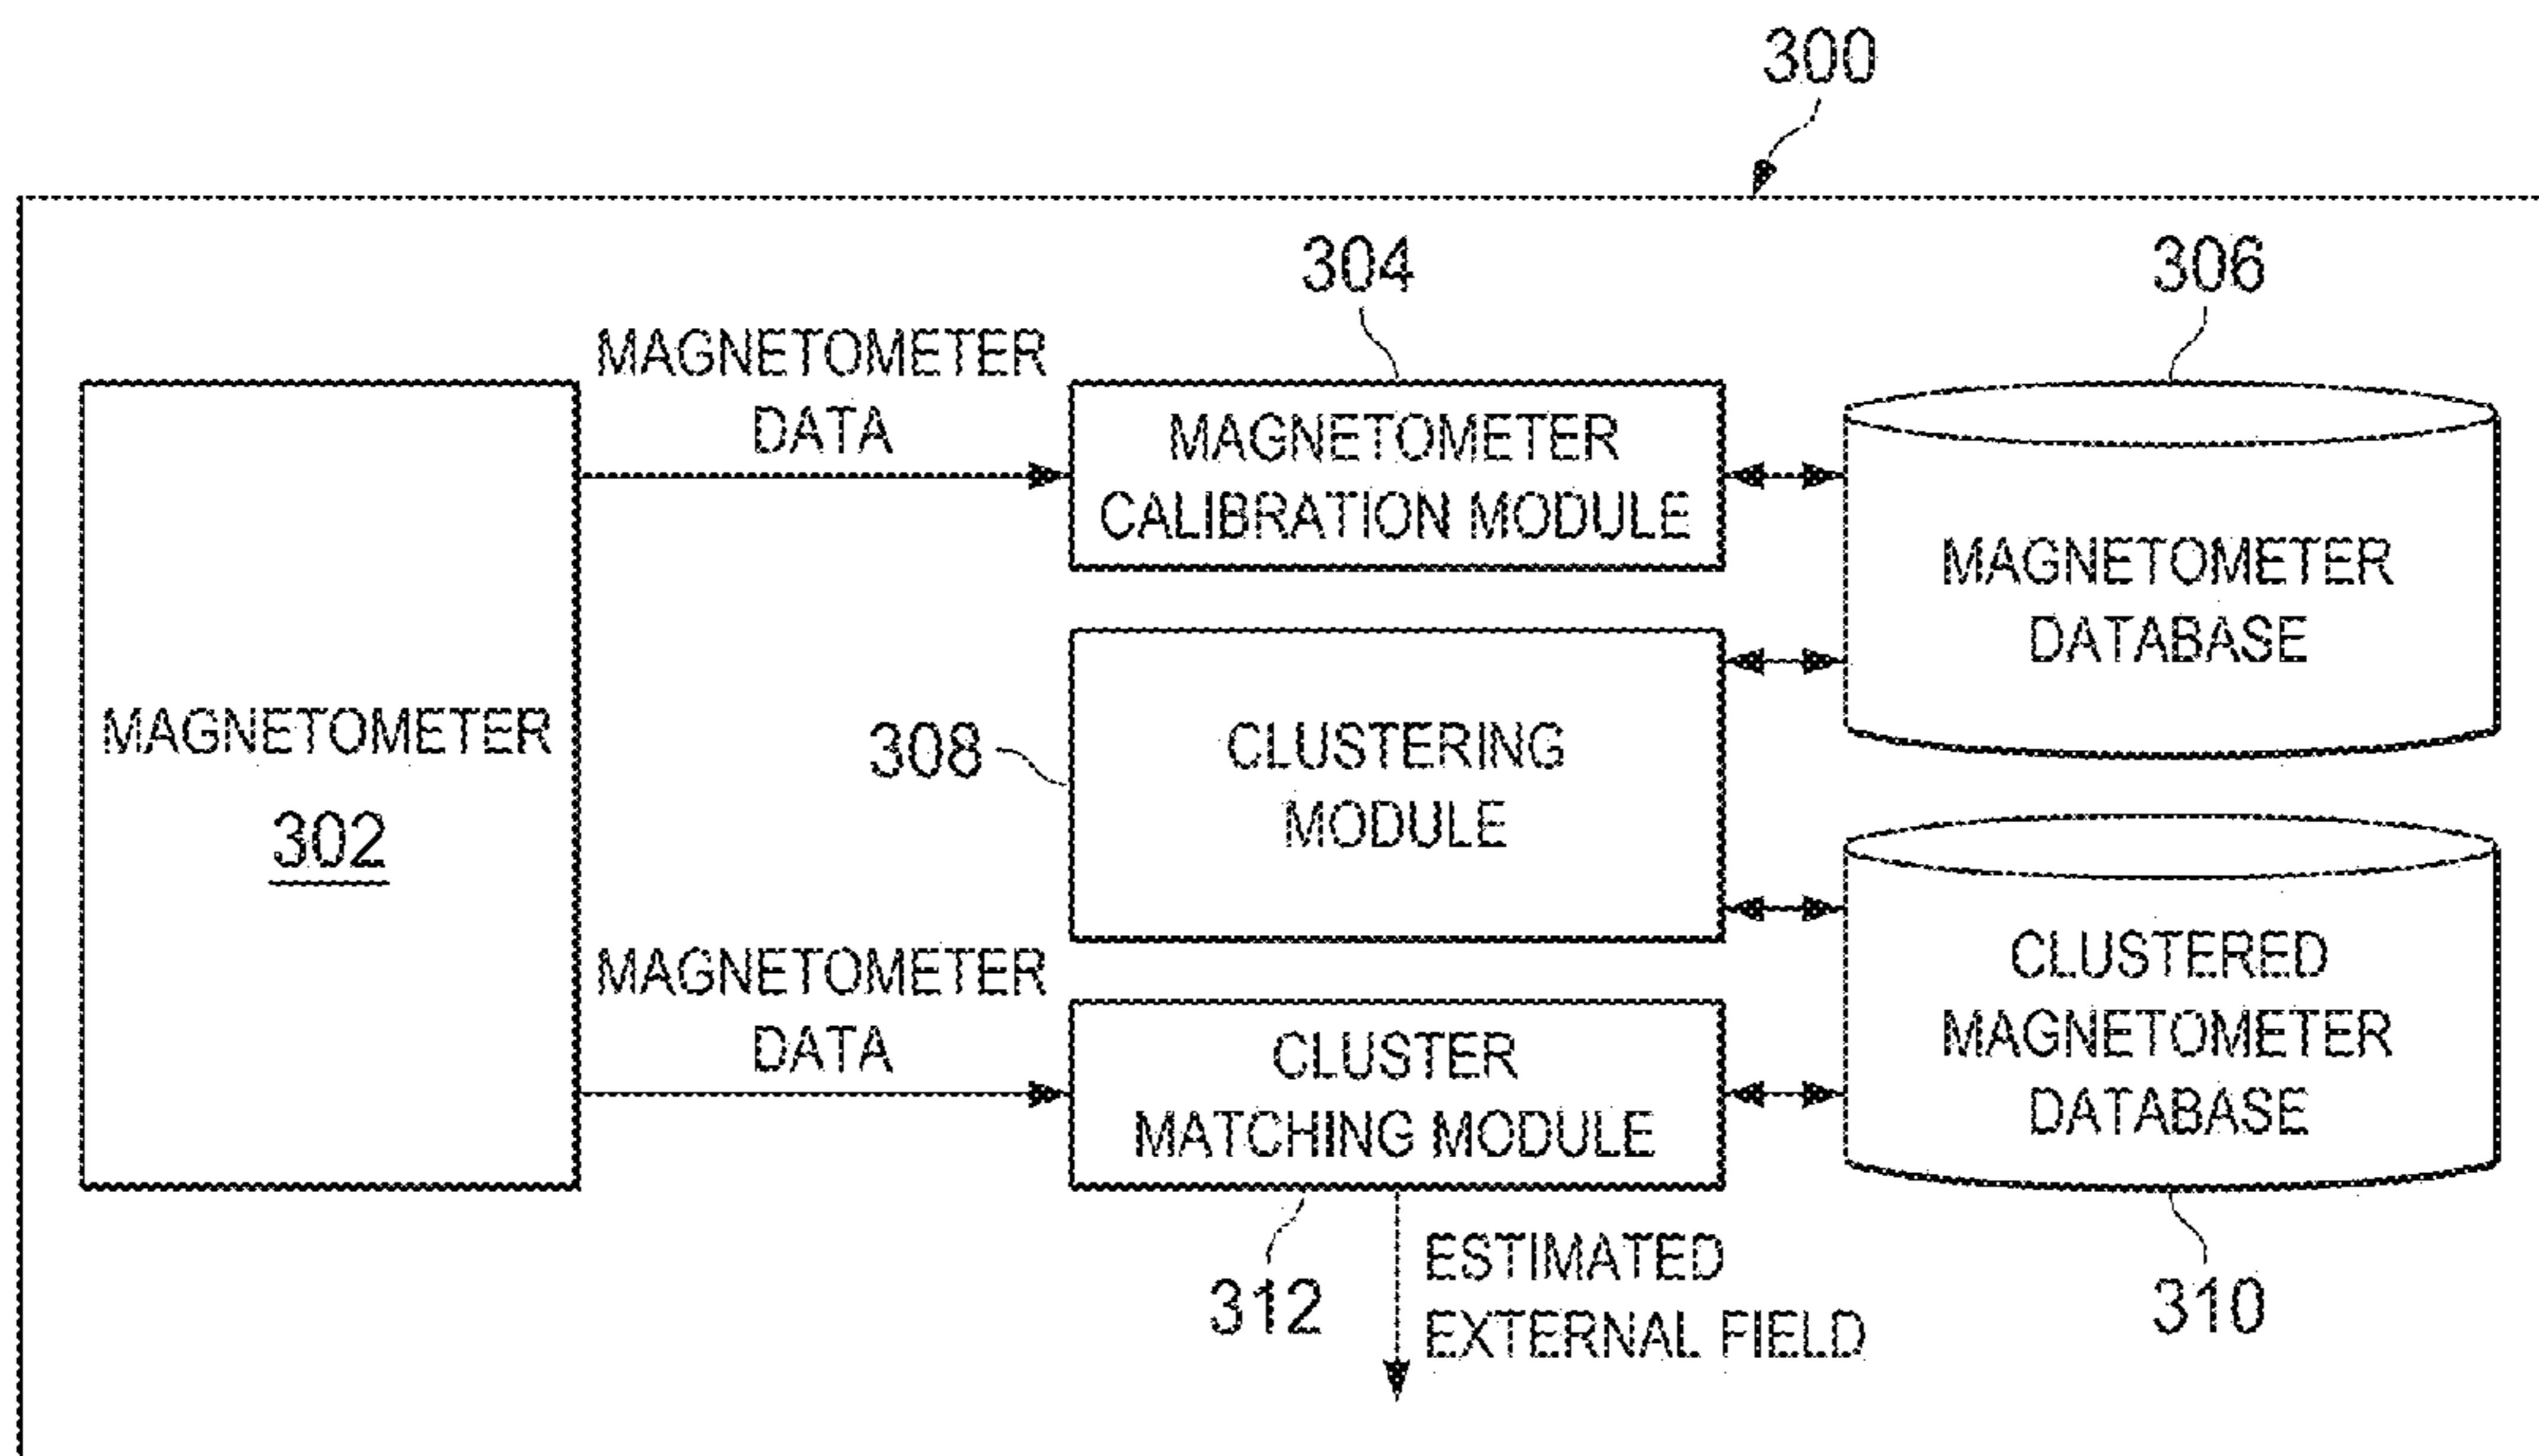 300
304
306
MAGNETOMETER
DATA
MAGNETOMETER
CALIBRATION MODULE
MAGNETOMETER
DATABASE
MAGNETOMETER
302
308
CLUSTERING
MODULE
MAGNETOMETER
DATA
CLUSTER
MATCHING MODULE
CLUSTERED
MAGNETOMETER
DATABASE
312
ESTIMATED
EXTERNAL FIELD
310